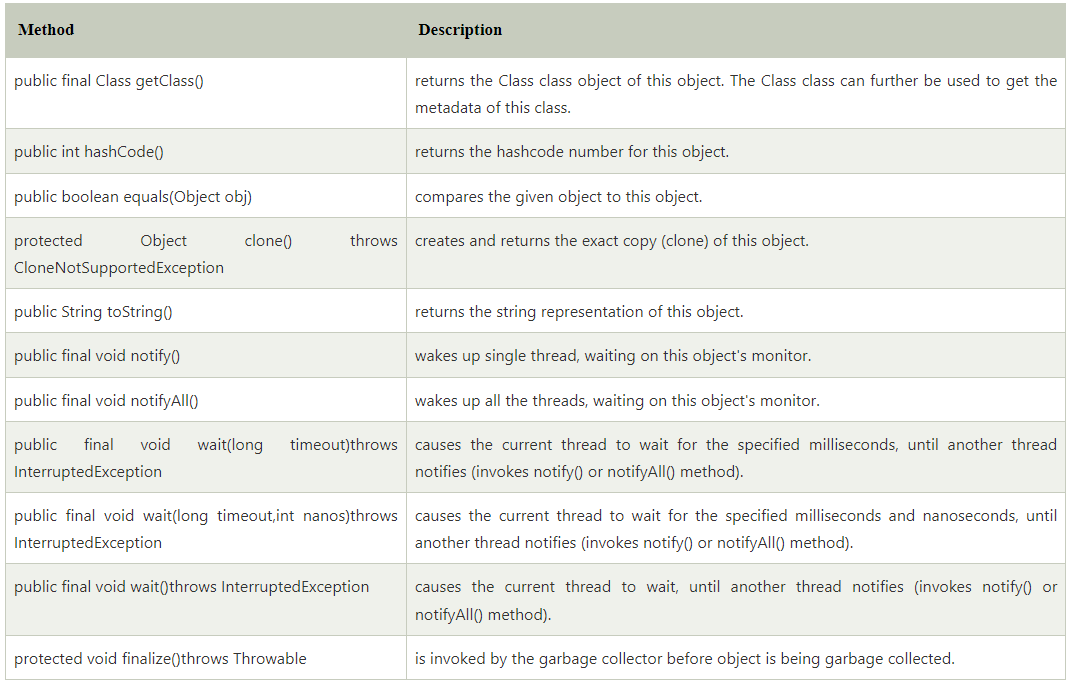 Method Description
public final Class getClass() returns the Class class object of this object. The Class class can further be used to get the
metadata of this class.
public int hashCode() returns the hashcode number for this object.
public boolean equals(Object obj) compares the given object to this object.
protected Object clone() throws creates and returns the exact copy (clone) of this object.
CloneNotSupportedException
public String toString() returns the string representation of this object.
public final void notify() wakes up single thread, waiting on this object's monitor.
public final void notifyAll() wakes up all the threads, waiting on this object's monitor.
public final void wait(long timeout)throws causes the current thread to wait for the specified milliseconds, until another thread
InterruptedException notifies (invokes notify() or notifyAll() method).
public final void wait(long timeout,int nanos)throws causes the current thread to wait for the specified milliseconds and nanoseconds, until
InterruptedException another thread notifies (invokes notify() or notifyAll() method).
public final void wait()throws InterruptedException causes the current thread to wait, until another thread notifies (invokes notify() or
notifyAll() method).
protected void finalize()throws Throwable is invoked by the garbage collector before object is being garbage collected.